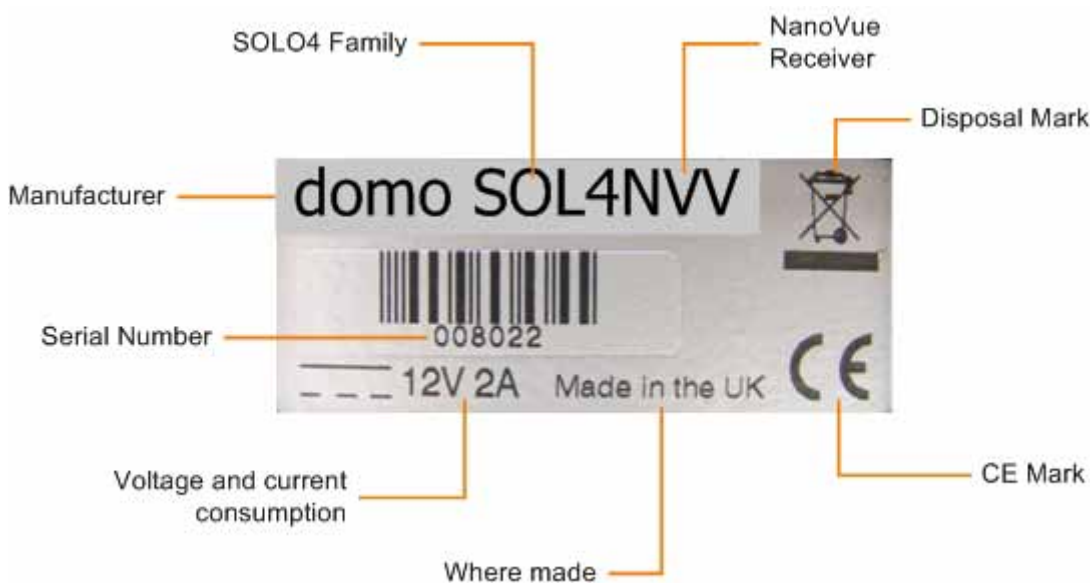 SOLO4 Family
NanoVue
Receiver
Disposal Mark
Manufacturer
domo SOL4NVV
Serial Number
008022
12V 2A
Made in the UK
CE
Voltage and current
consumption
CE Mark
Where made